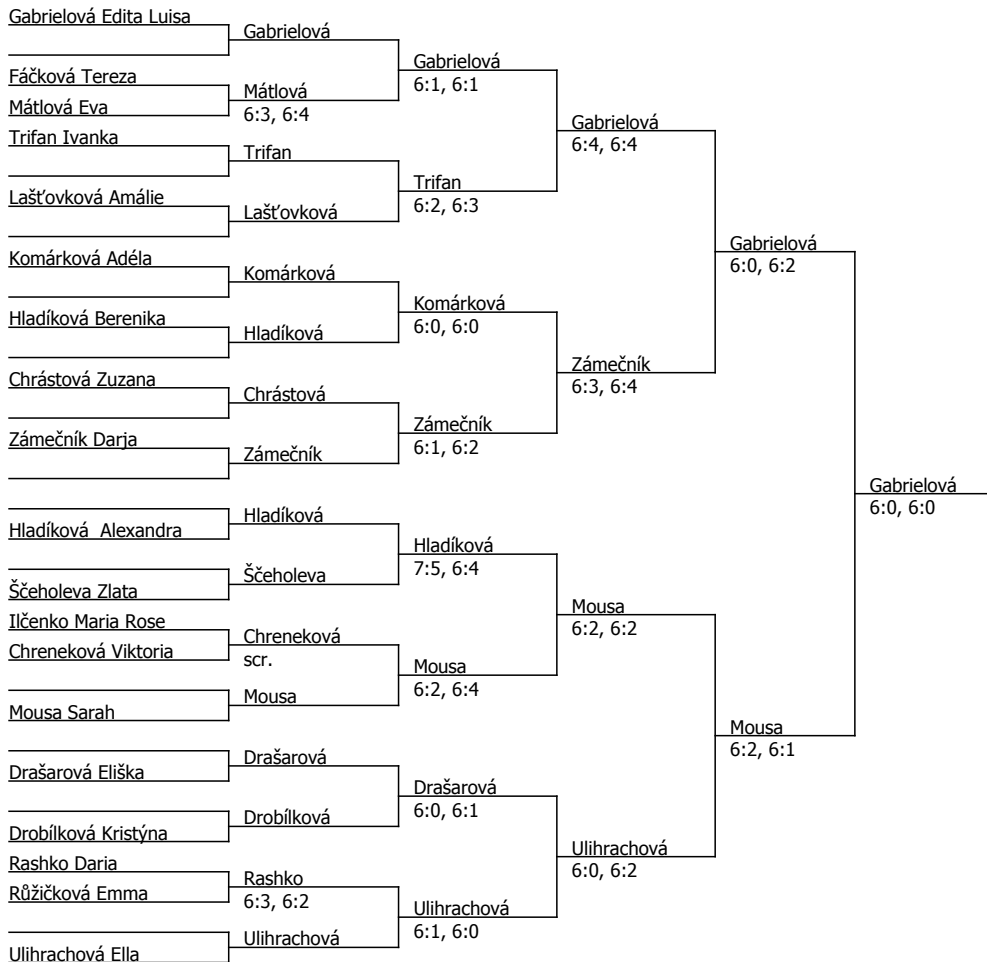 Gabrielová Edita Luisa
Fáčková Tereza
Mátlová Eva
Trifan Ivanka
Lašťovková Amálie
Komárková Adéla
Hladíková Berenika
Chrástová Zuzana
Zámečník Darja
Hladíková  Alexandra
Ščeholeva Zlata
Ilčenko Maria Rose
Chreneková Viktoria
Mousa Sarah
Drašarová Eliška
Drobílková Kristýna
Rashko Daria
Růžičková Emma
Ulihrachová Ella
Gabrielová
Mátlová
6:3, 6:4
Trifan
Lašťovková
Komárková
Hladíková
Chrástová
Zámečník
Hladíková
Ščeholeva
Chreneková
scr.
Mousa
Drašarová
Drobílková
Rashko
6:3, 6:2
Ulihrachová
Gabrielová
6:1, 6:1
Trifan
6:2, 6:3
Komárková
6:0, 6:0
Zámečník
6:1, 6:2
Hladíková
7:5, 6:4
Mousa
6:2, 6:4
Drašarová
6:0, 6:1
Ulihrachová
6:1, 6:0
Gabrielová
6:4, 6:4
Zámečník
6:3, 6:4
Mousa
6:2, 6:2
Ulihrachová
6:0, 6:2
Gabrielová
6:0, 6:2
Mousa
6:2, 6:1
Gabrielová
6:0, 6:0